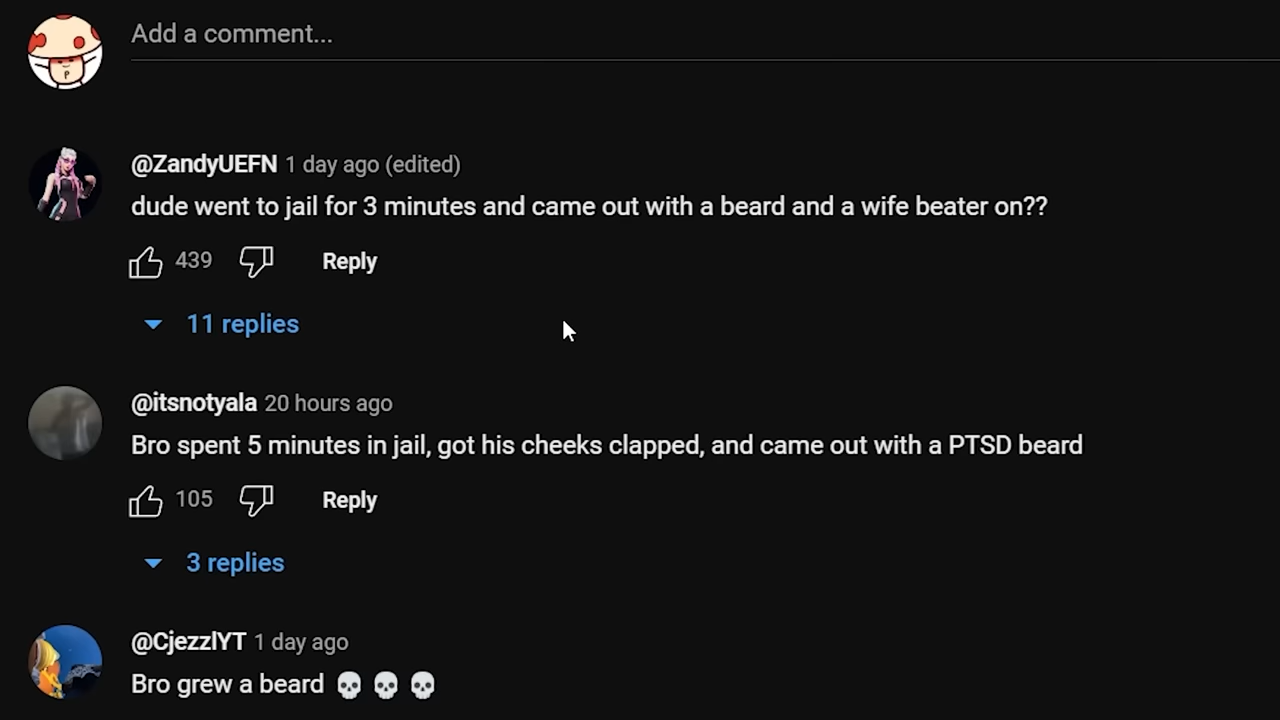 Add a comment...
@ZandyUEFN 1 day ago (edited)
dude went to jail for 3 minutes and came out with a beard and a wife beater on??
439 Reply
11 replies
@itsnotyala 20 hours ago
Bro spent 5 minutes in jail, got his cheeks clapped, and came out with a PTSD beard
105 Reply
3 replies
@CjezzlYT 1 day ago
Bro grew a beard 💀 💀 💀